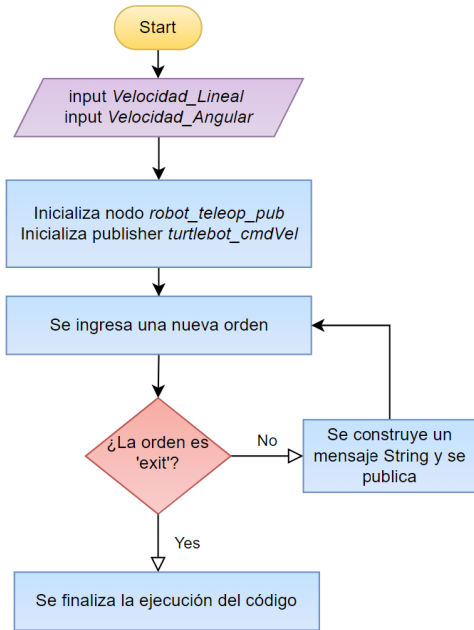 Start
input Velocidad_Lineal
input Velocidad_Angular
Inicializa nodo robot_teleop_pub
Inicializa publisher turtlebot_cmdVel
Se ingresa una nueva orden
¿La orden es
'exit'?
No
Se construye un
mensaje String y se
publica
Yes
Se finaliza la ejecución del código